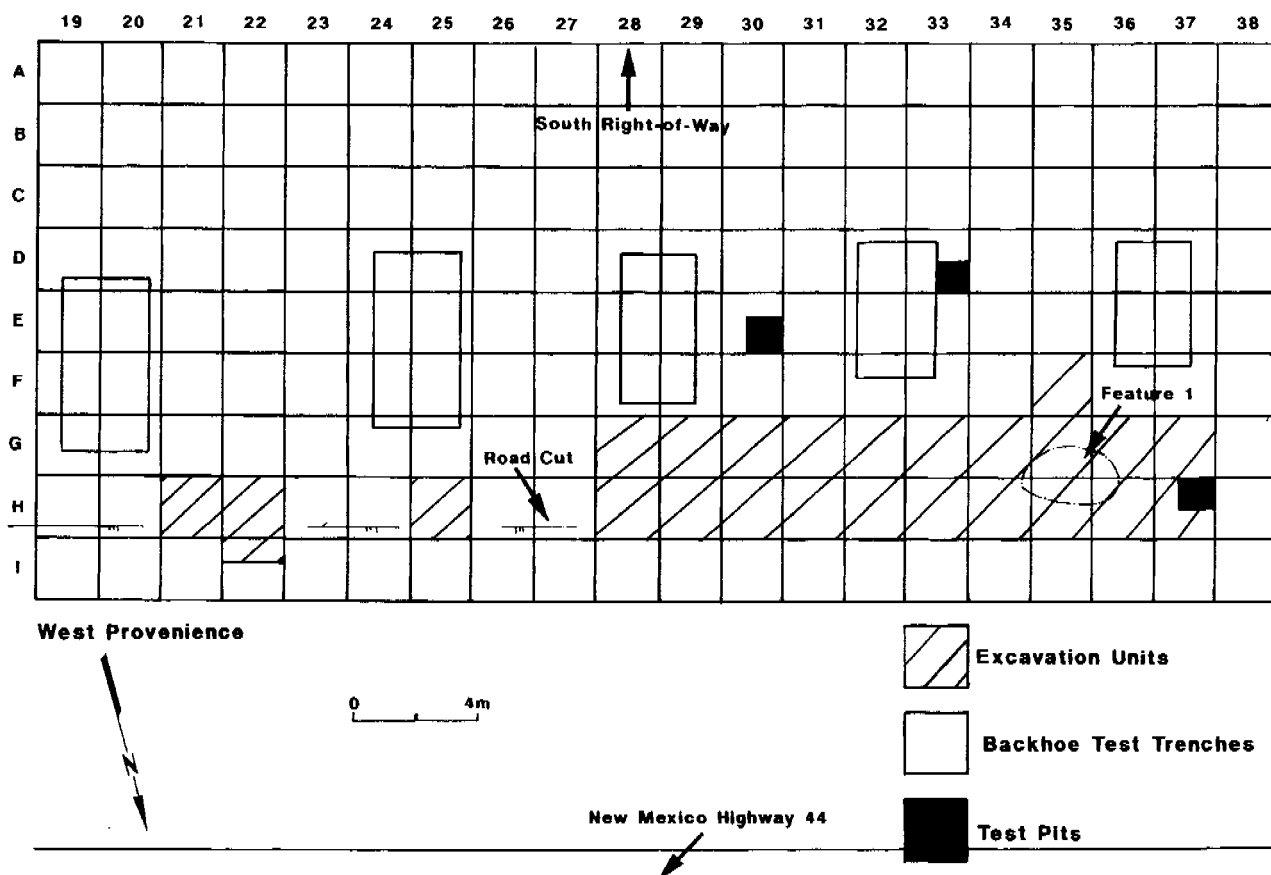 19 20 21 22 23 24 25 26 27 28 29 30 31 32 33 34 35 36 37 38
A
South Right-of-Way
B
C
D
E
F
Feature 1
G
Road Cut
H
I
West Provenience
Excavation Units
0 4m
N
Backhoe Test Trenches
New Mexico Highway 44
Test Pits